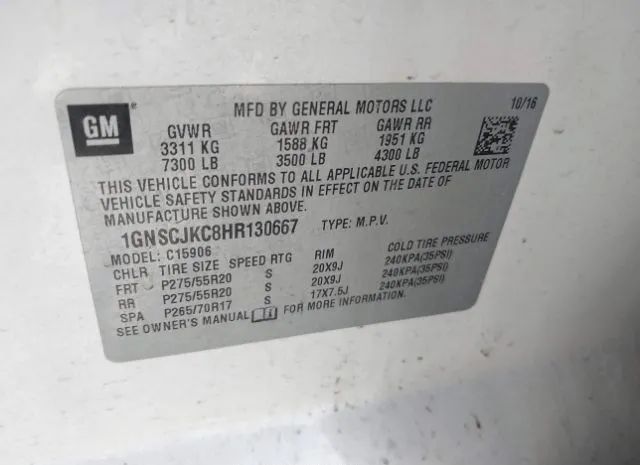 GM
MFD BY GENERAL MOTORS LLC 10/16
GVWR GAWR FRT GAWR RR
3311 KG 1588 KG 1951 KG
7300 LB 3500 LB 4300 LB
THIS VEHICLE CONFORMS TO ALL APPLICABLE U.S. FEDERAL MOTOR
VEHICLE SAFETY STANDARDS IN EFFECT ON THE DATE OF
MANUFACTURE SHOWN ABOVE.
1GNSCJKC8HR130667 TYPE: M.P.V.
MODEL: C15906
CHLR TIRE SIZE SPEED RTG RIM COLD TIRE PRESSURE
FRT P275/55R20 S 20X9J 240KPA(35PSI)
RR P275/55R20 S 20X9J 240KPA(35PSI)
SPA P265/70R17 S 17X7.5J 240KPA(35PSI)
SEE OWNER'S MANUAL FOR MORE INFORMATION.